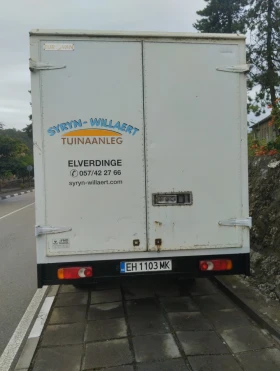 SYRYN-WILLAERT
TUINAANLEG
ELVERDINGE
✆ 057/42 27 66
syryn-willaert.com
EH 1103 MK